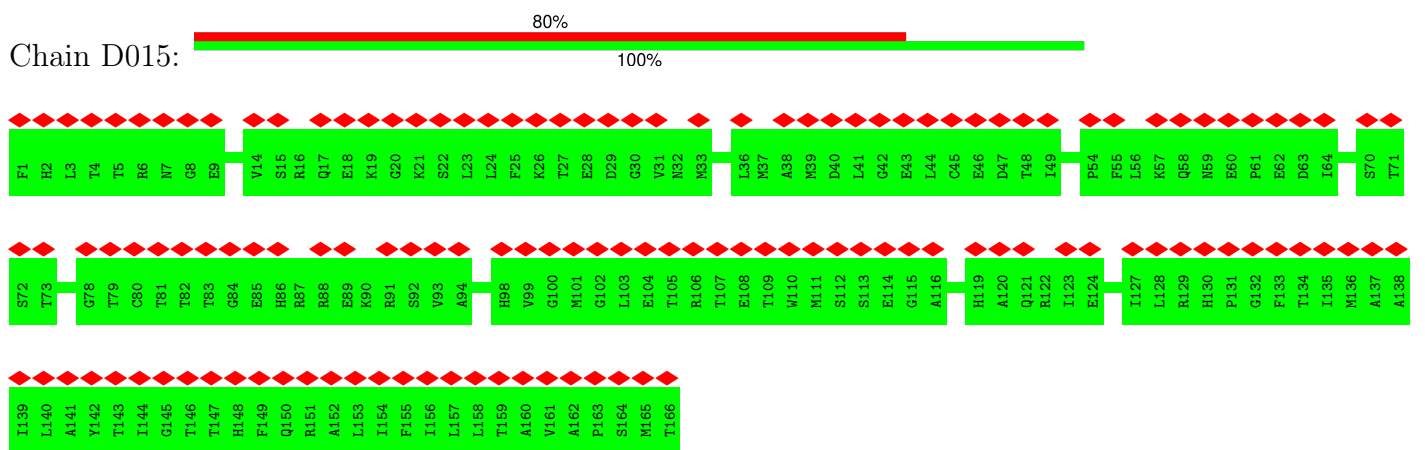 80%
Chain D015:
100%
F1 H2 L3 T4 T5 R6 N7 G8 E9 V14 S15 R16 Q17 E18 K19 G20 K21 S22 L23 L24 F25 K26 T27 E28 D29 G30 V31 N32 M33 L36 M37 A38 M39 D40 L41 G42 E43 L44 C45 E46 D47 T48 I49 P54 F55 L56 K57 Q58 N59 E60 P61 E62 D63 I64 S70 T71
S72 T73 G78 T79 C80 T81 T82 T83 G84 E85 H86 R87 R88 E89 K90 R91 S92 V93 A94 H98 V99 G100 M101 G102 L103 E104 T105 R106 T107 E108 T109 W110 M111 S112 S113 E114 G115 A116 H119 A120 Q121 R122 I123 E124 I127 L128 R129 H130 P131 G132 F133 T134 I135 M136 A137 A138
I139 L140 A141 Y142 T143 I144 G145 T146 T147 H148 F149 Q150 R151 A152 L153 I154 F155 I156 L157 L158 T159 A160 V161 A162 P163 S164 M165 T166